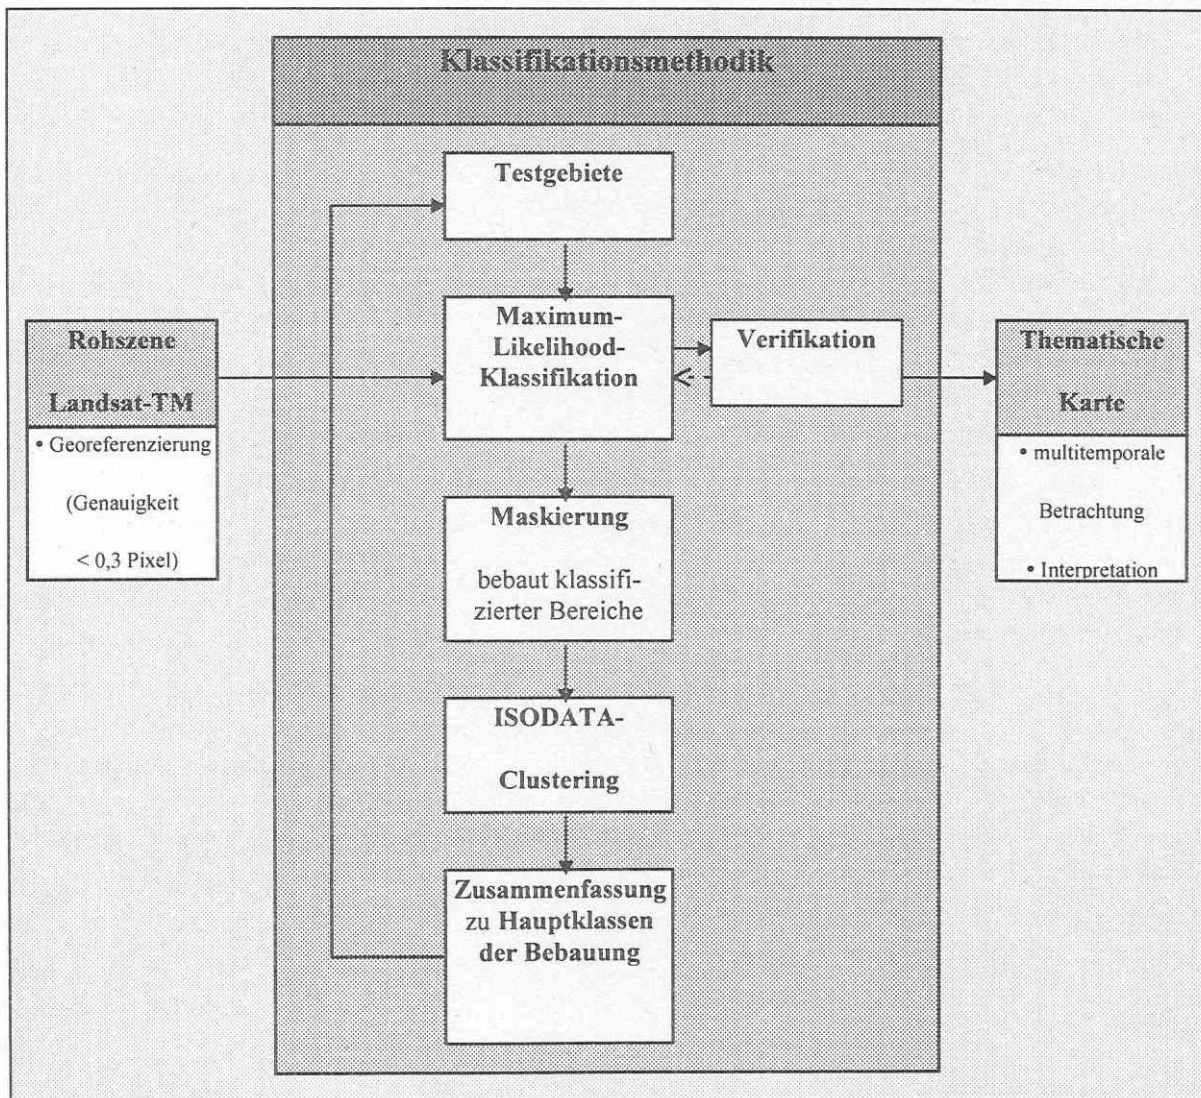 Klassifikationsmethodik
Testgebiete
Maximum-
Likelihood-
Klassifikation
Verifikation
Rohszene
Landsat-TM
• Georeferenzierung
(Genauigkeit
< 0,3 Pixel)
Thematische
Karte
• multitemporale
Betrachtung
• Interpretation
Maskierung
bebaut klassifi-
zierter Bereiche
ISODATA-
Clustering
Zusammenfassung
zu Hauptklassen
der Bebauung